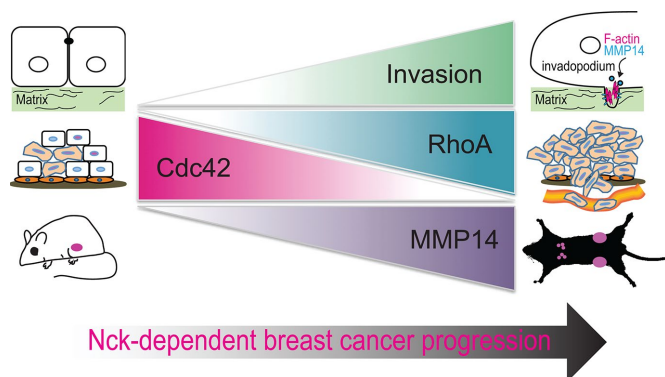 F-actin
MMP14
invadopodium
Matrix
Matrix
Invasion
RhoA
Cdc42
MMP14
Nck-dependent breast cancer progression